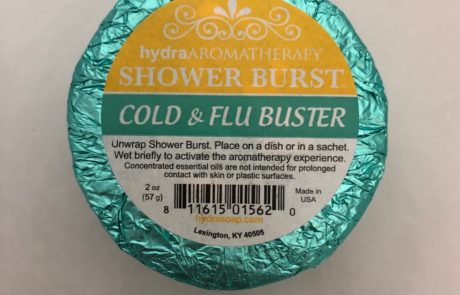 hydraAROMATHERAPY
SHOWER BURST
COLD & FLU BUSTER
Unwrap Shower Burst. Place on a dish or in a sachet.
Wet briefly to activate the aromatherapy experience.
Concentrated essential oils are not intended for prolonged
contact with skin or plastic surfaces.
2 oz
(57 g)
Made in
USA
8 11615 01562 0
hydrasoap.com
Lexington, KY 40505